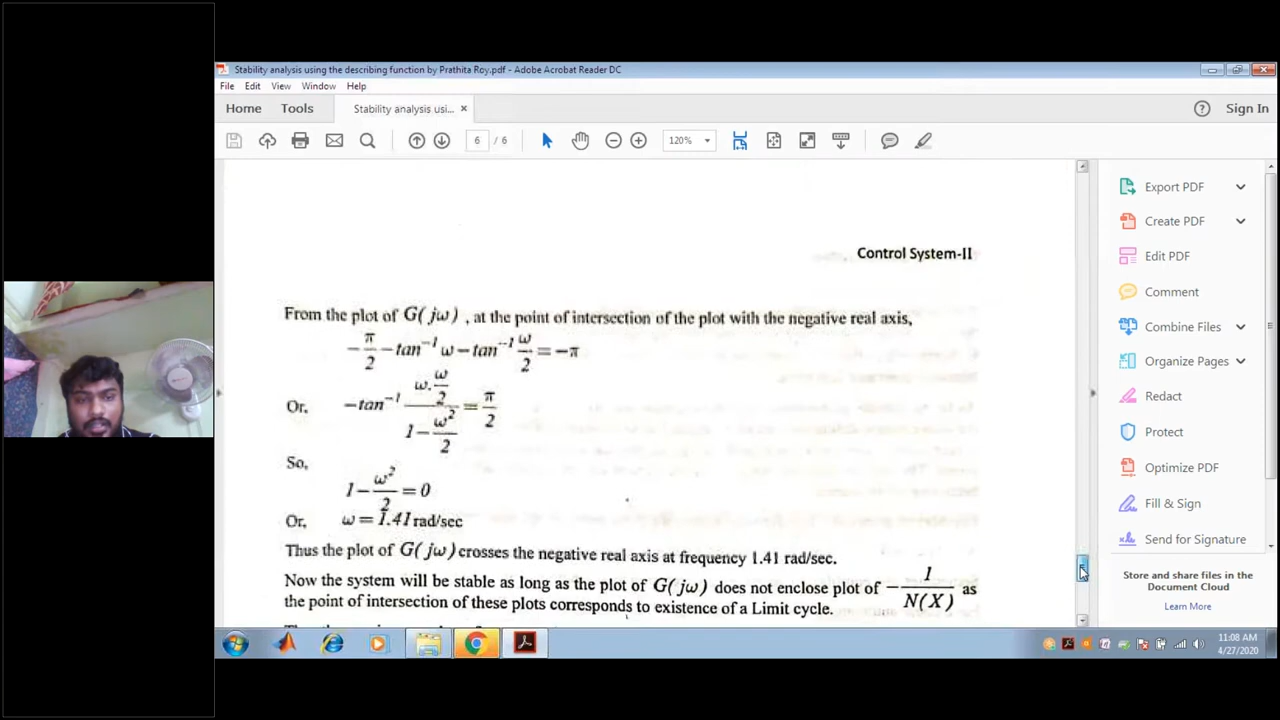 Stability analysis using the describing function by Prathita Roy.pdf - Adobe Acrobat Reader DC
File Edit View Window Help
Home Tools Stability analysis usi... × Sign In
6 / 6 120%
Control System-II
From the plot of G(jω), at the point of intersection of the plot with the negative real axis,
-π/2 - tan⁻¹ ω - tan⁻¹ ω/2 = -π
Or, -tan⁻¹ (ω.ω/2)/(1-ω²/2) = π/2
So,
1 - ω²/2 = 0
Or, ω = 1.41 rad/sec
Thus the plot of G(jω) crosses the negative real axis at frequency 1.41 rad/sec.
Now the system will be stable as long as the plot of G(jω) does not enclose plot of -1/N(X) as
the point of intersection of these plots corresponds to existence of a Limit cycle.
Export PDF
Create PDF
Edit PDF
Comment
Combine Files
Organize Pages
Redact
Protect
Optimize PDF
Fill & Sign
Send for Signature
Store and share files in the
Document Cloud
Learn More
11:08 AM
4/27/2020